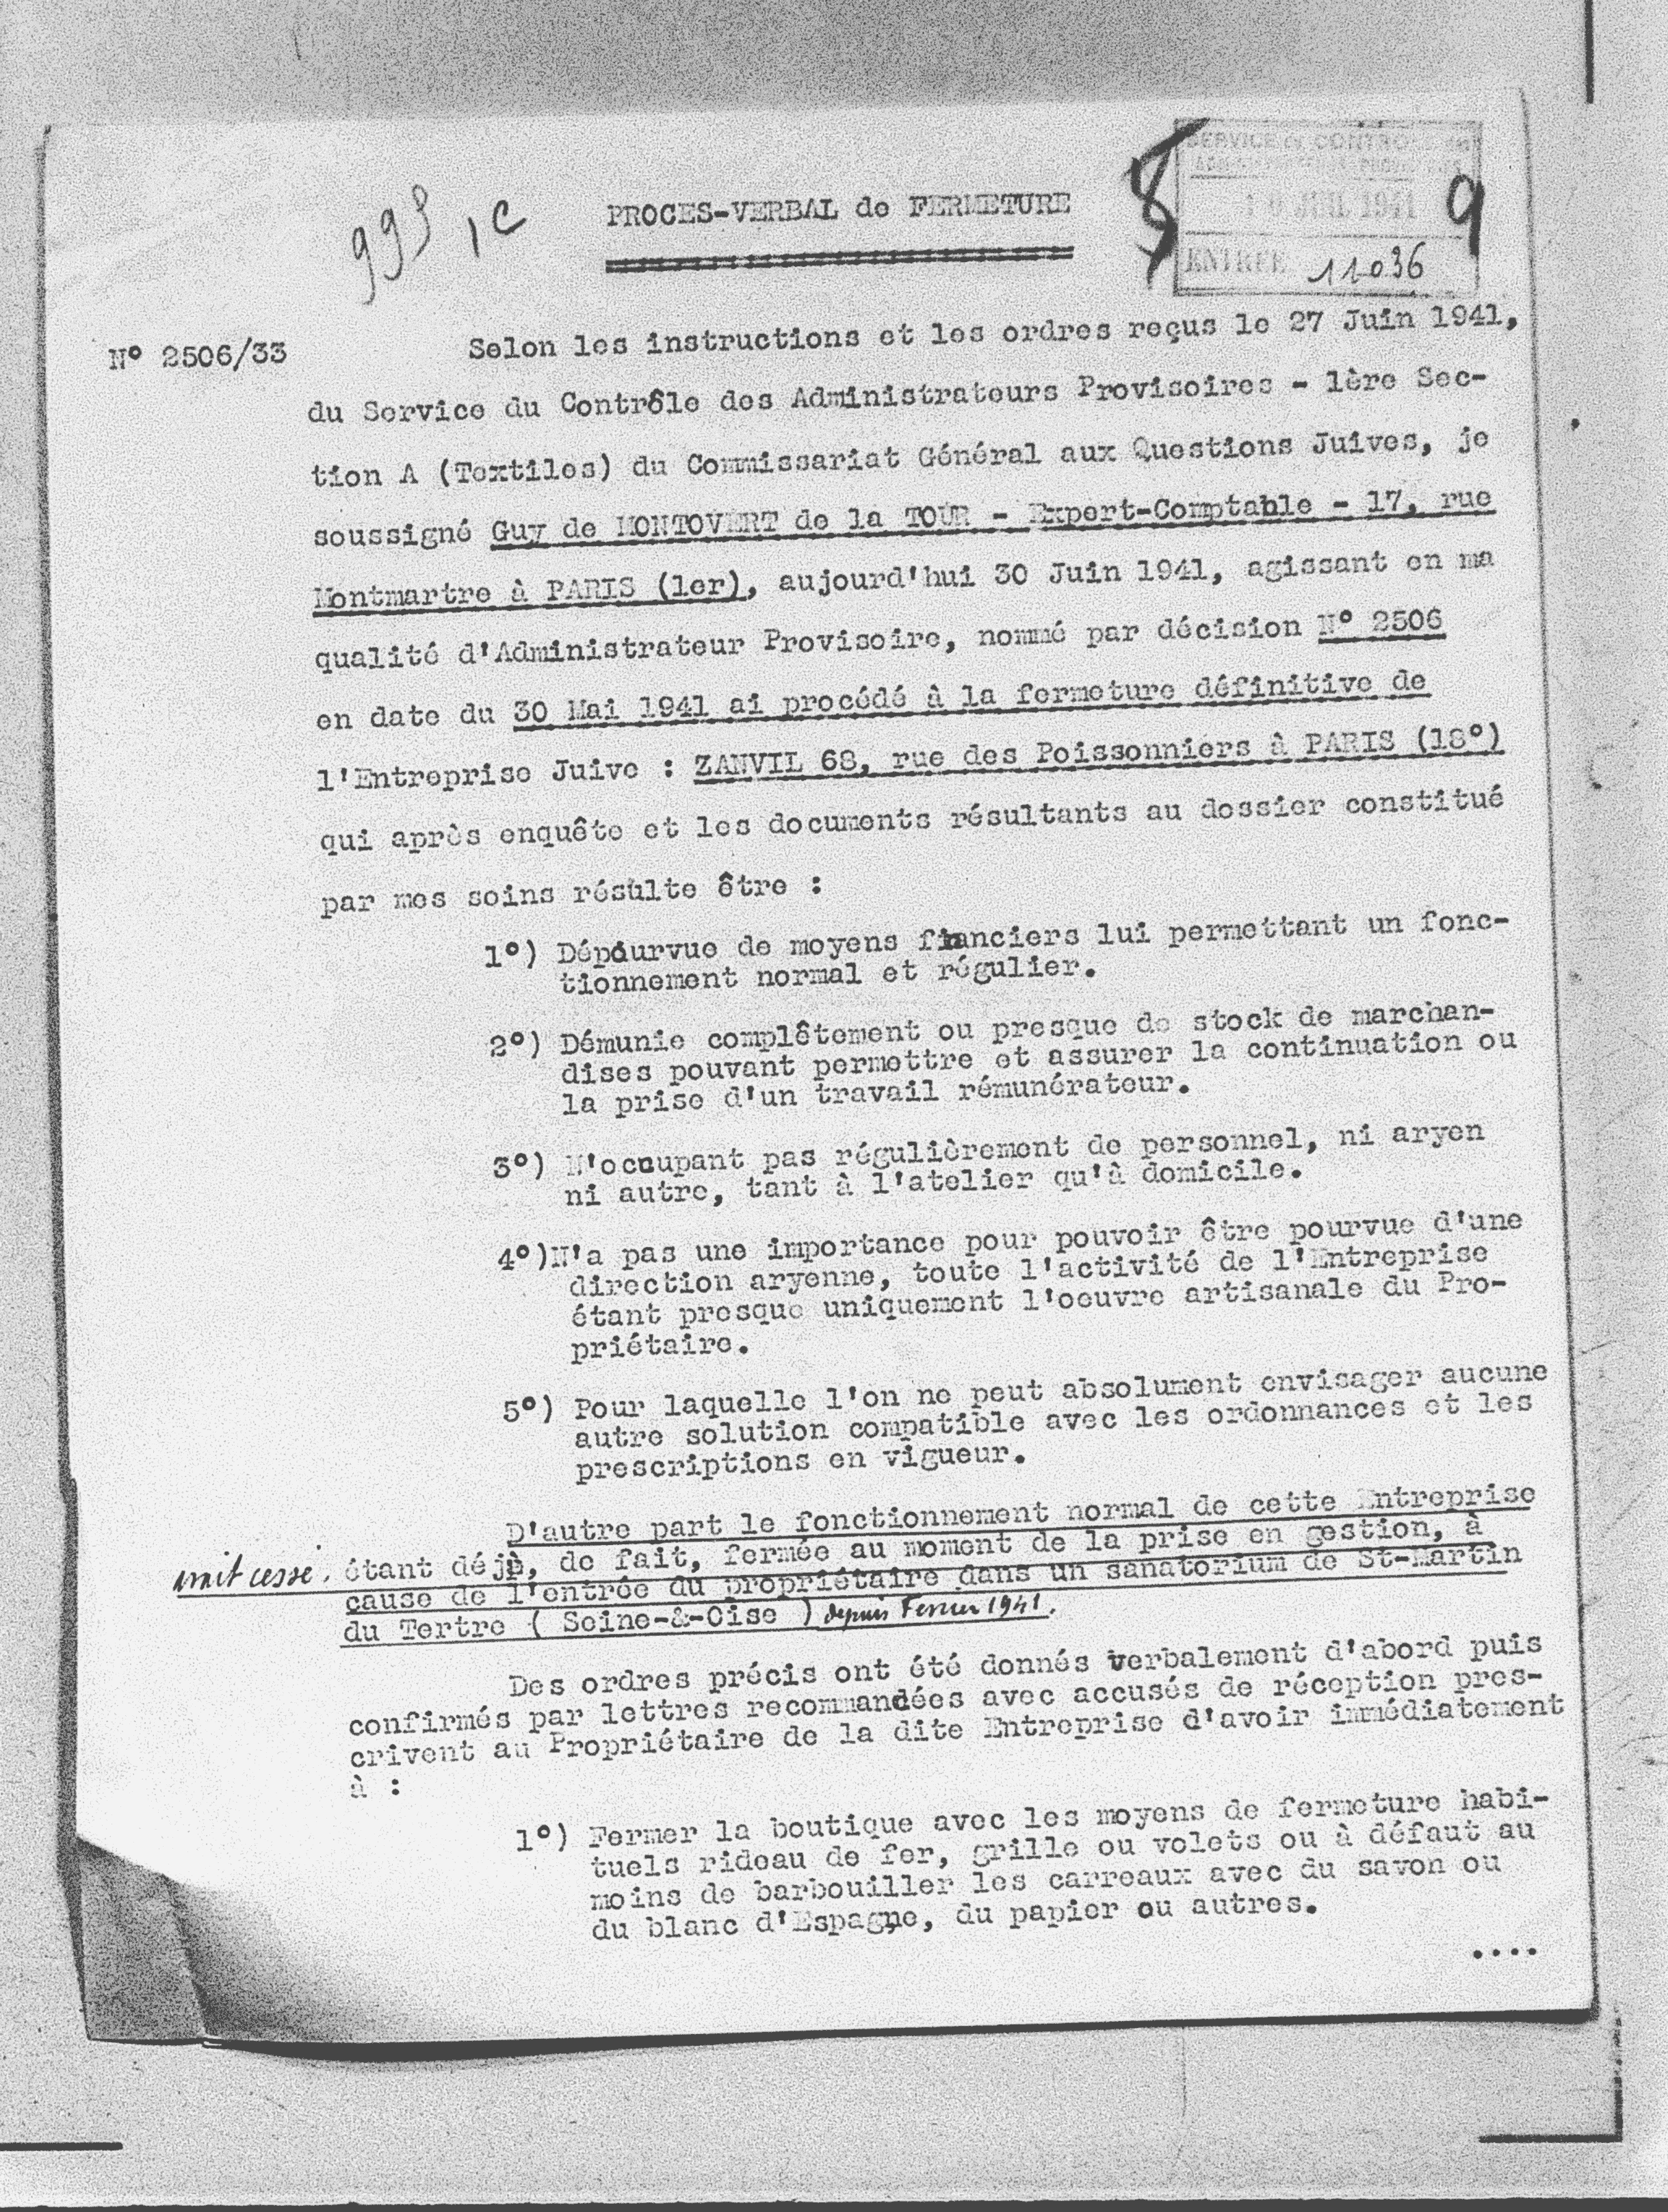 993 1C
PROCES-VERBAL de FERMETURE
8
9
SERVICE du CONTROLE des
ADMINISTRATEURS PROVISOIRES
JUIL 1941
ENTREE 11036
N° 2506/33
Selon les instructions et les ordres reçus le 27 Juin 1941,
du Service du Contrôle des Administrateurs Provisoires - 1ère Sec-
tion A (Textiles) du Commissariat Général aux Questions Juives, je
soussigné Guy de MONTOVERT de la TOUR - Expert-Comptable - 17, rue
Montmartre à PARIS (1er), aujourd'hui 30 Juin 1941, agissant en ma
qualité d'Administrateur Provisoire, nommé par décision N° 2506
en date du 30 Mai 1941 ai procédé à la fermeture définitive de
l'Entreprise Juive : ZANVIL 68, rue des Poissonniers à PARIS (18°)
qui après enquête et les documents résultants au dossier constitué
par mes soins résulte être :
1°) Dépourvue de moyens financiers lui permettant un fonc-
tionnement normal et régulier.
2°) Démunie complêtement ou presque de stock de marchan-
dises pouvant permettre et assurer la continuation ou
la prise d'un travail rémunérateur.
3°) N'occupant pas régulièrement de personnel, ni aryen
ni autre, tant à l'atelier qu'à domicile.
4°)N'a pas une importance pour pouvoir être pourvue d'une
direction aryenne, toute l'activité de l'Entreprise
étant presque uniquement l'oeuvre artisanale du Pro-
priétaire.
5°) Pour laquelle l'on ne peut absolument envisager aucune
autre solution compatible avec les ordonnances et les
prescriptions en vigueur.
D'autre part le fonctionnement normal de cette Entreprise
avait cessé. étant déjà, de fait, fermée au moment de la prise en gestion, à
cause de l'entrée du propriétaire dans un sanatorium de St-Martin
du Tertre ( Seine-&-Oise ) depuis Fevrier 1941.
Des ordres précis ont été donnés verbalement d'abord puis
confirmés par lettres recommandées avec accusés de réception pres-
crivent au Propriétaire de la dite Entreprise d'avoir immédiatement
à :
1°) Fermer la boutique avec les moyens de fermeture habi-
tuels rideau de fer, grille ou volets ou à défaut au
moins de barbouiller les carreaux avec du savon ou
du blanc d'Espagne, du papier ou autres.
....